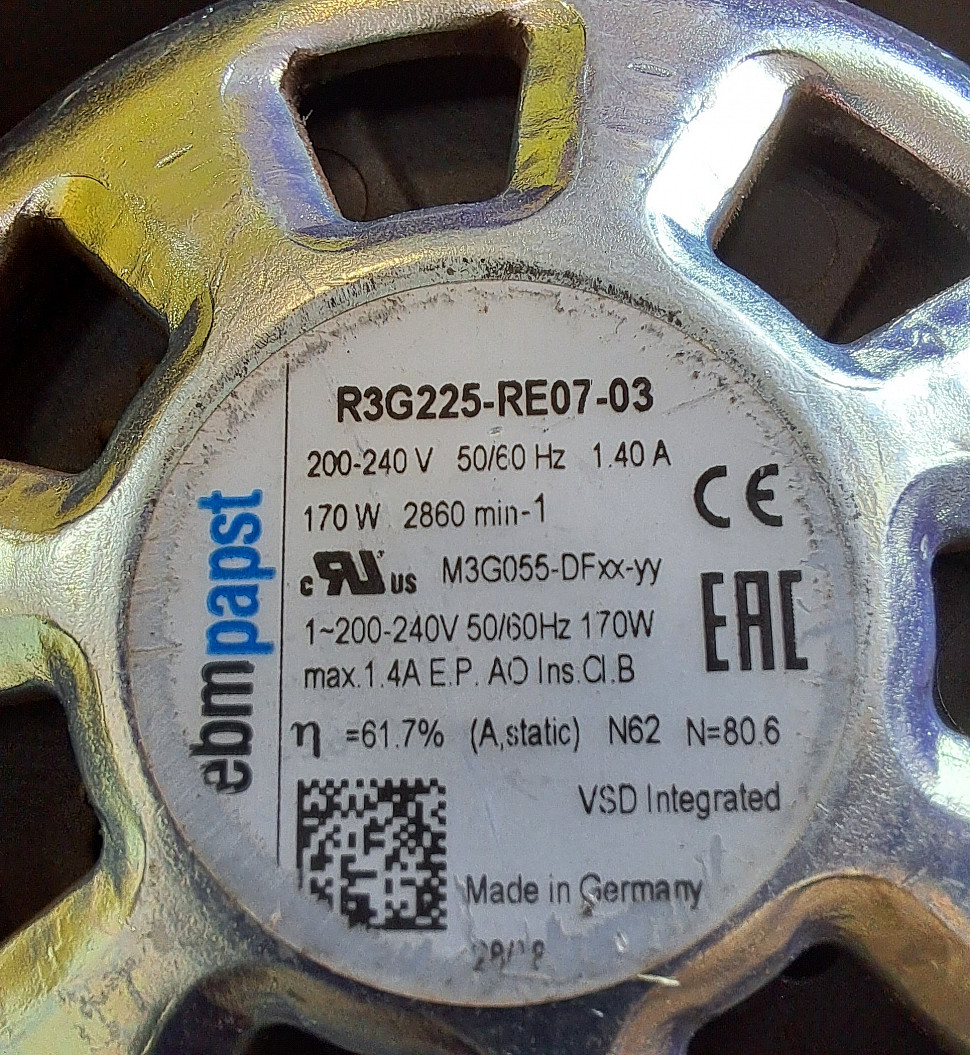 R3G225-RE07-03
200-240 V 50/60 Hz 1.40 A
170 W 2860 min-1
CE
c RU US M3G055-DFxx-yy
1~200-240V 50/60Hz 170W
max.1.4A E.P. AO Ins.Cl.B
EAC
η =61.7% (A,static) N62 N=80.6
VSD Integrated
Made in Germany
ebmpapst